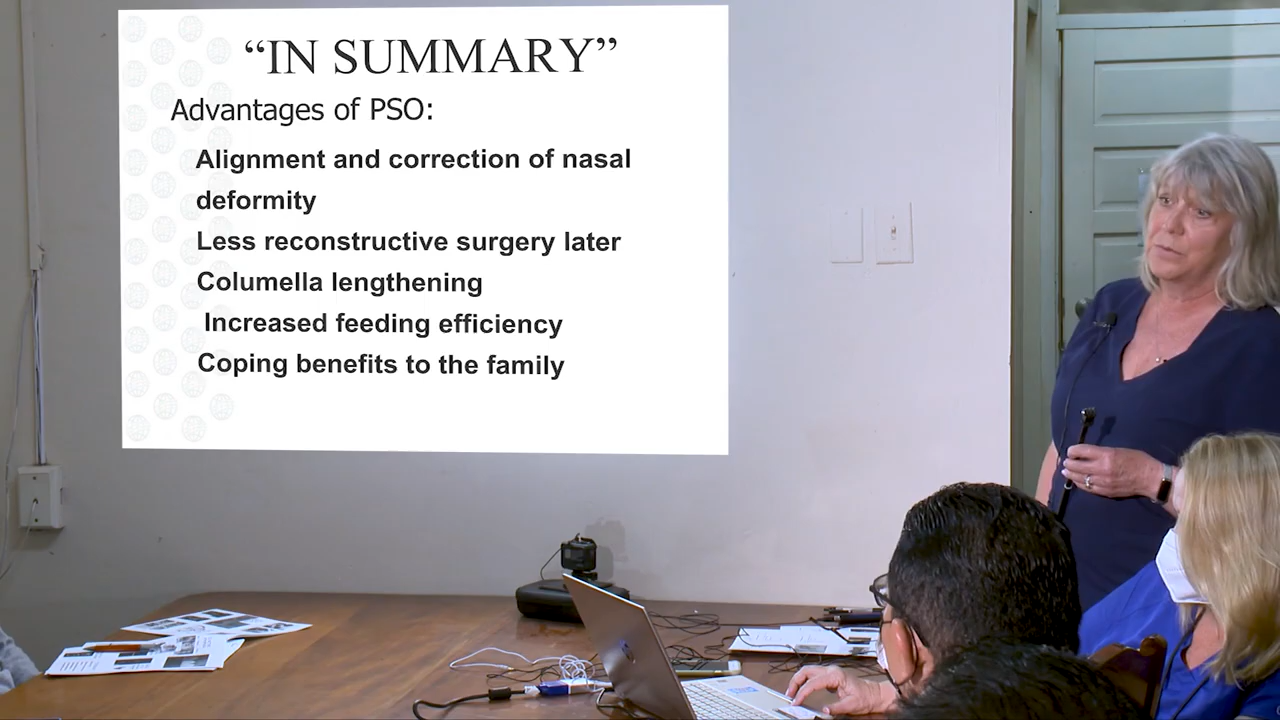 “IN SUMMARY”
Advantages of PSO:
Alignment and correction of nasal
deformity
Less reconstructive surgery later
Columella lengthening
Increased feeding efficiency
Coping benefits to the family